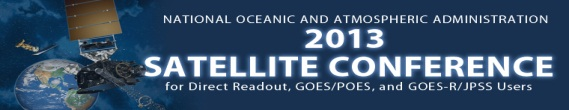 NATIONAL OCEANIC AND ATMOSPHERIC ADMINISTRATION
2013
SATELLITE CONFERENCE
for Direct Readout, GOES/POES, and GOES-R/JPSS Users